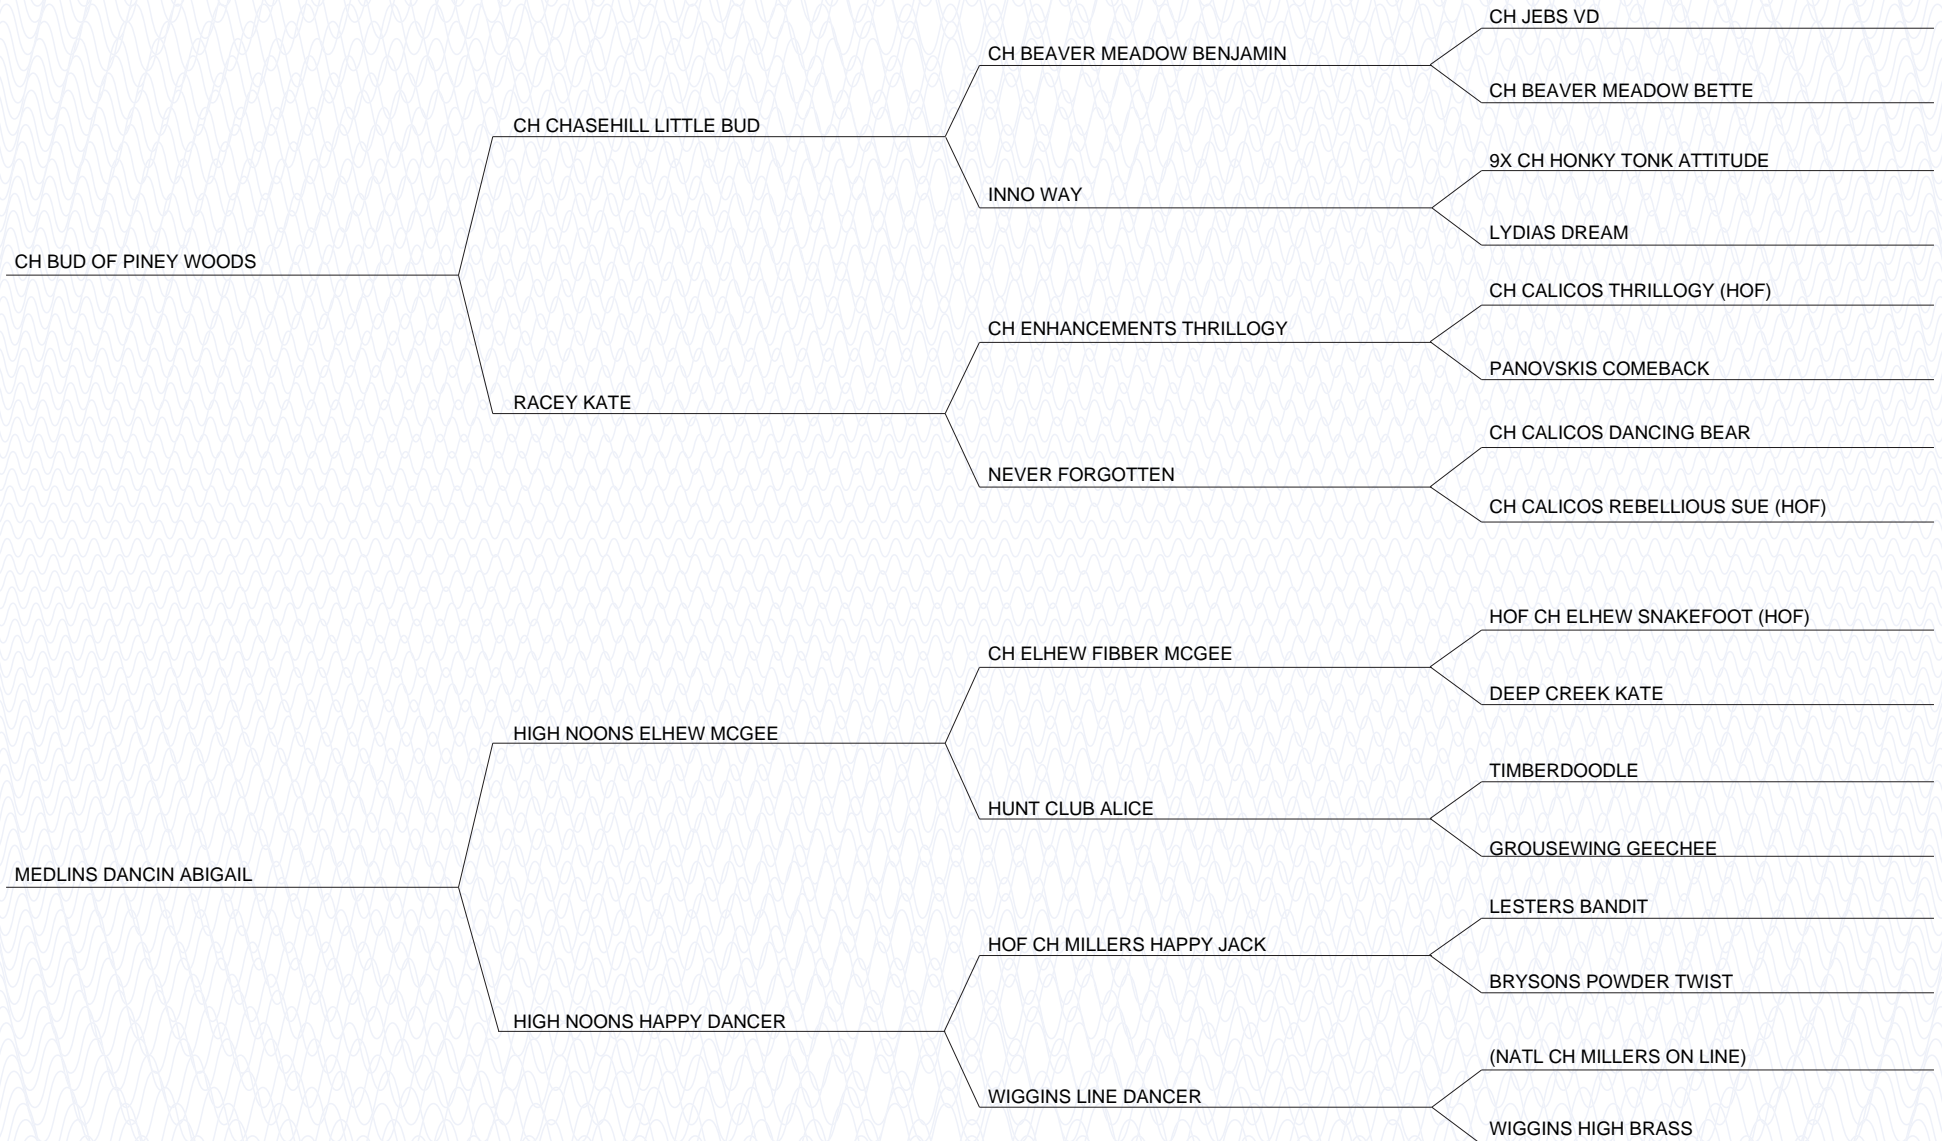 CH JEBS VD
CH BEAVER MEADOW BENJAMIN
CH BEAVER MEADOW BETTE
CH CHASEHILL LITTLE BUD
9X CH HONKY TONK ATTITUDE
INNO WAY
LYDIAS DREAM
CH BUD OF PINEY WOODS
CH CALICOS THRILLOGY (HOF)
CH ENHANCEMENTS THRILLOGY
PANOVSKIS COMEBACK
RACEY KATE
CH CALICOS DANCING BEAR
NEVER FORGOTTEN
CH CALICOS REBELLIOUS SUE (HOF)
HOF CH ELHEW SNAKEFOOT (HOF)
CH ELHEW FIBBER MCGEE
DEEP CREEK KATE
HIGH NOONS ELHEW MCGEE
TIMBERDOODLE
HUNT CLUB ALICE
GROUSEWING GEECHEE
MEDLINS DANCIN ABIGAIL
LESTERS BANDIT
HOF CH MILLERS HAPPY JACK
BRYSONS POWDER TWIST
HIGH NOONS HAPPY DANCER
(NATL CH MILLERS ON LINE)
WIGGINS LINE DANCER
WIGGINS HIGH BRASS